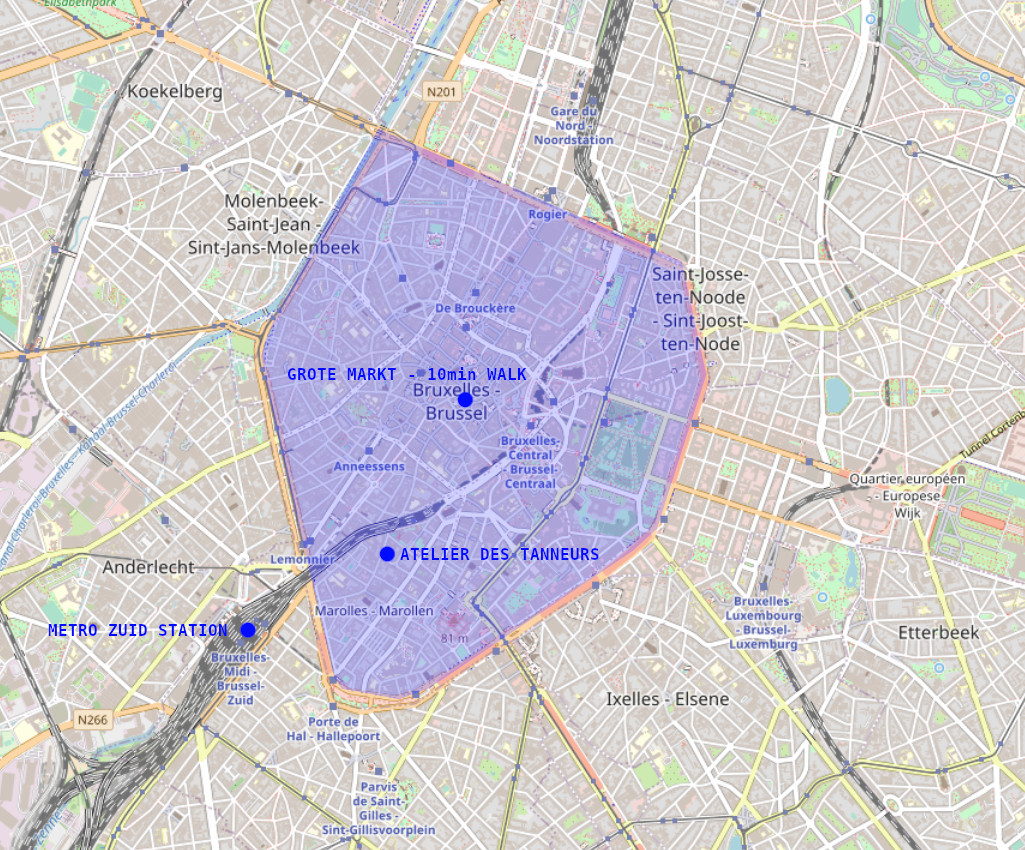 Elisabethpark
Koekelberg
N201
Gare du
Nord -
Noordstation
Molenbeek-
Saint-Jean -
Sint-Jans-Molenbeek
Rogier
Saint-Josse-
ten-Noode
- Sint-Joost-
ten-Node
De Brouckère
GROTE MARKT - 10min WALK
Bruxelles -
Brussel
Kanaal Brussel-Charleroi
Canal Charleroi-Bruxelles -
Tunnel Cortenb
Bruxelles-
Central
- Brussel-
Centraal
Anneessens
Quartier européen
- Europese
Wijk
Lemonnier
ATELIER DES TANNEURS
Anderlecht
Marolles - Marollen
METRO ZUID STATION
81 m
Bruxelles-
Luxembourg
- Brussel-
Luxemburg
Etterbeek
Bruxelles-
Midi -
Brussel-
Zuid
Ixelles - Elsene
N266
Porte de
Hal - Hallepoort
Parvis
de Saint-
Gilles -
Sint-Gillisvoorplein
Zenne